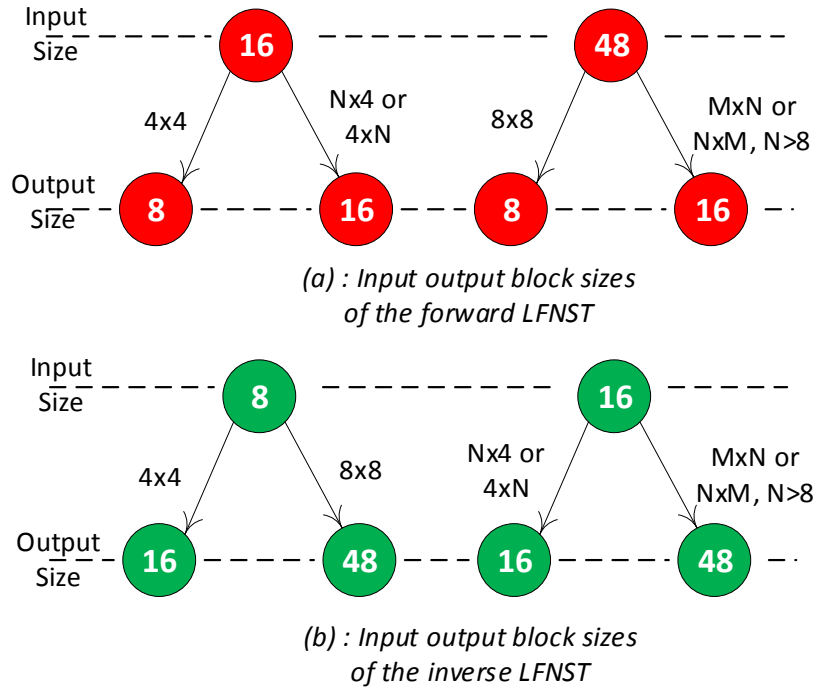 Input
Size
16
48
4x4
Nx4 or
4xN
8x8
MxN or
NxM, N>8
Output
Size
8
16
8
16
(a) : Input output block sizes
of the forward LFNST
Input
Size
8
16
4x4
8x8
Nx4 or
4xN
MxN or
NxM, N>8
Output
Size
16
48
16
48
(b) : Input output block sizes
of the inverse LFNST